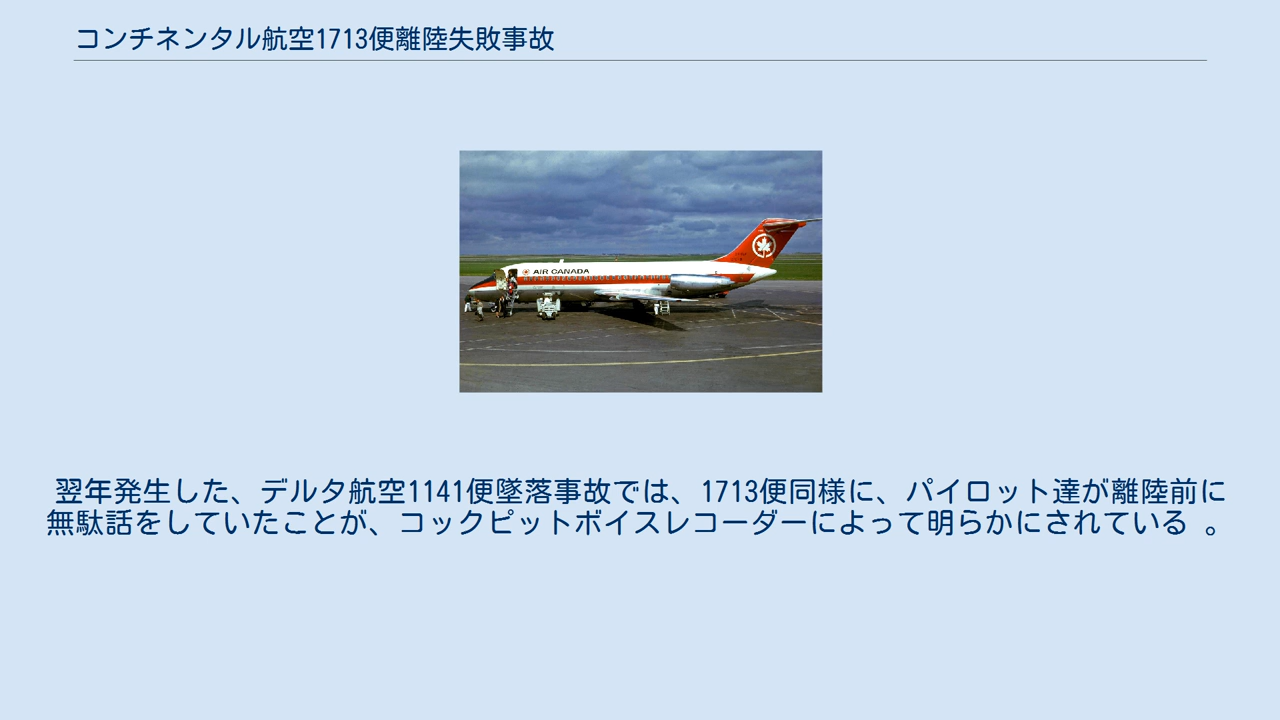 コンチネンタル航空1713便離陸失敗事故
AIR CANADA
翌年発生した、デルタ航空1141便墜落事故では、1713便同様に、パイロット達が離陸前に
無駄話をしていたことが、コックピットボイスレコーダーによって明らかにされている 。